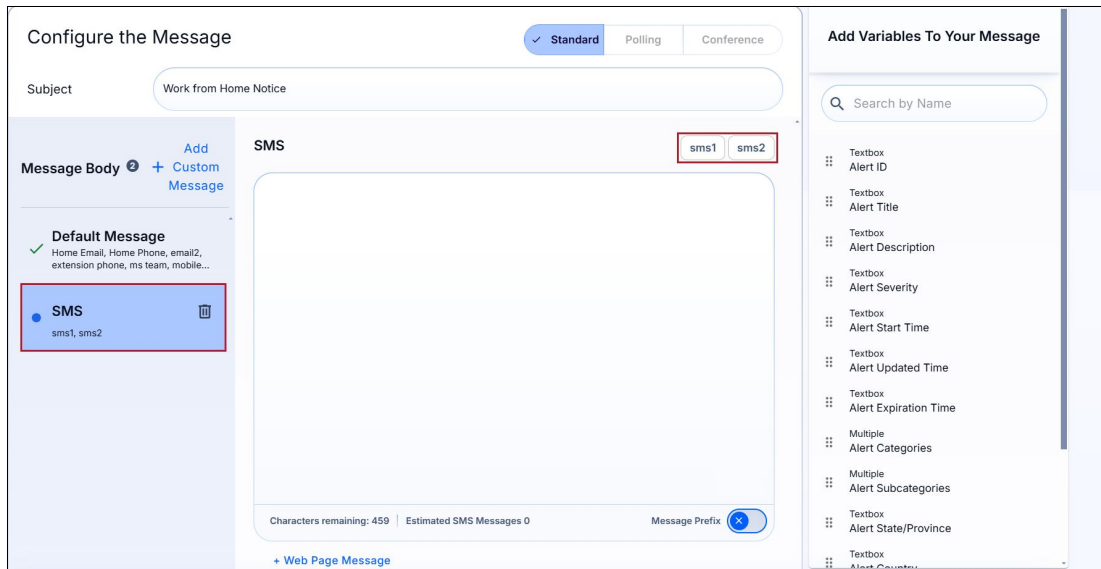 Configure the Message
Standard
Polling
Conference
Subject
Work from Home Notice
Message Body 2
+ Add Custom Message
Default Message
Home Email, Home Phone, email2,
extension phone, ms team, mobile...
SMS
sms1, sms2
SMS
sms1
sms2
Characters remaining: 459
Estimated SMS Messages 0
Message Prefix
+ Web Page Message
Add Variables To Your Message
Search by Name
Textbox
Alert ID
Textbox
Alert Title
Textbox
Alert Description
Textbox
Alert Severity
Textbox
Alert Start Time
Textbox
Alert Updated Time
Textbox
Alert Expiration Time
Multiple
Alert Categories
Multiple
Alert Subcategories
Textbox
Alert State/Province
Textbox
Alert Country